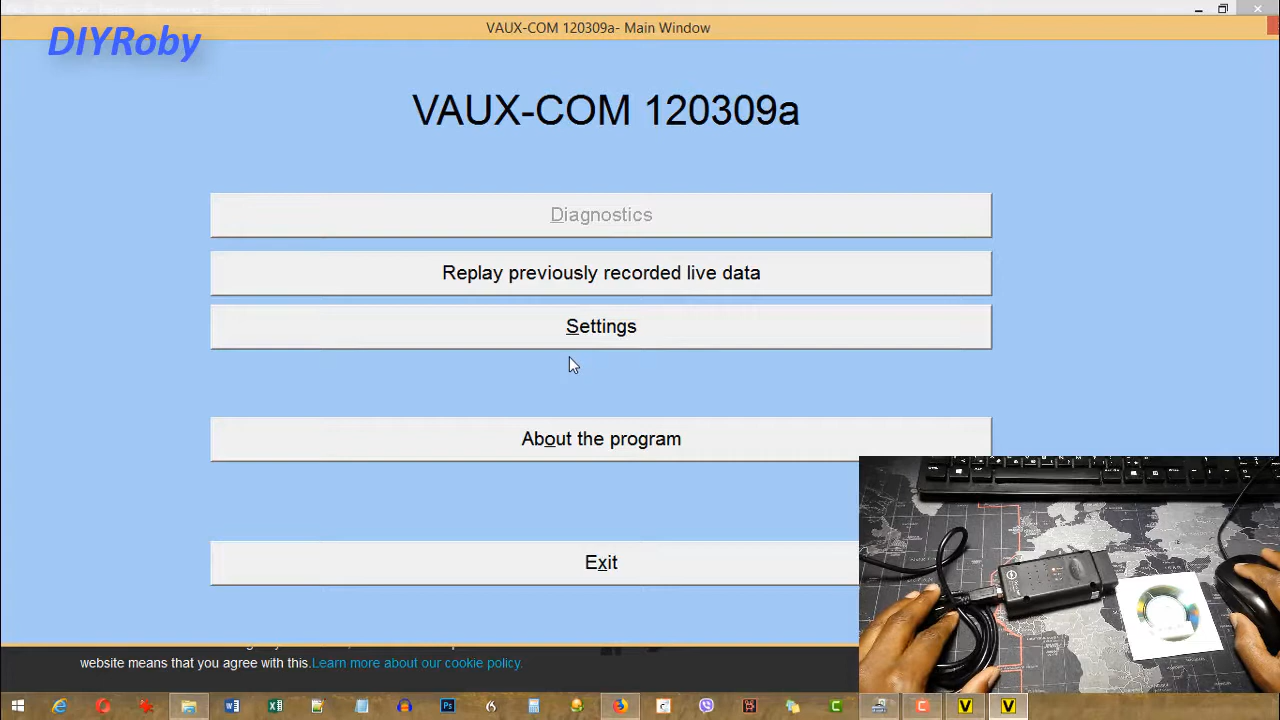 VAUX-COM 120309a- Main Window
DIYRoby
VAUX-COM 120309a
Diagnostics
Replay previously recorded live data
Settings
About the program
Exit
website means that you agree with this.Learn more about our cookie policy.